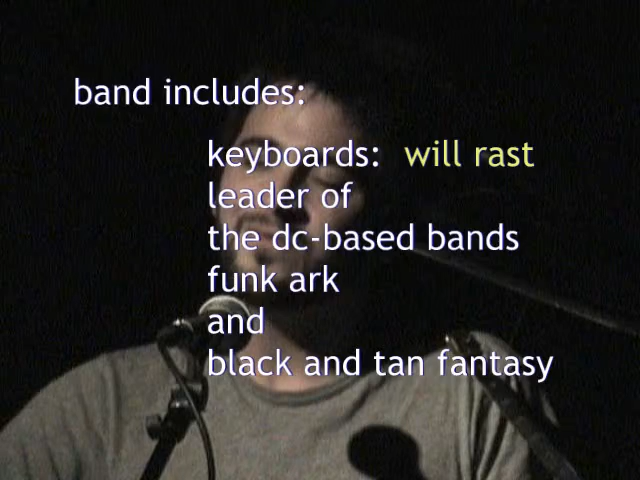 band includes:
keyboards: will rast
leader of
the dc-based bands
funk ark
and
black and tan fantasy